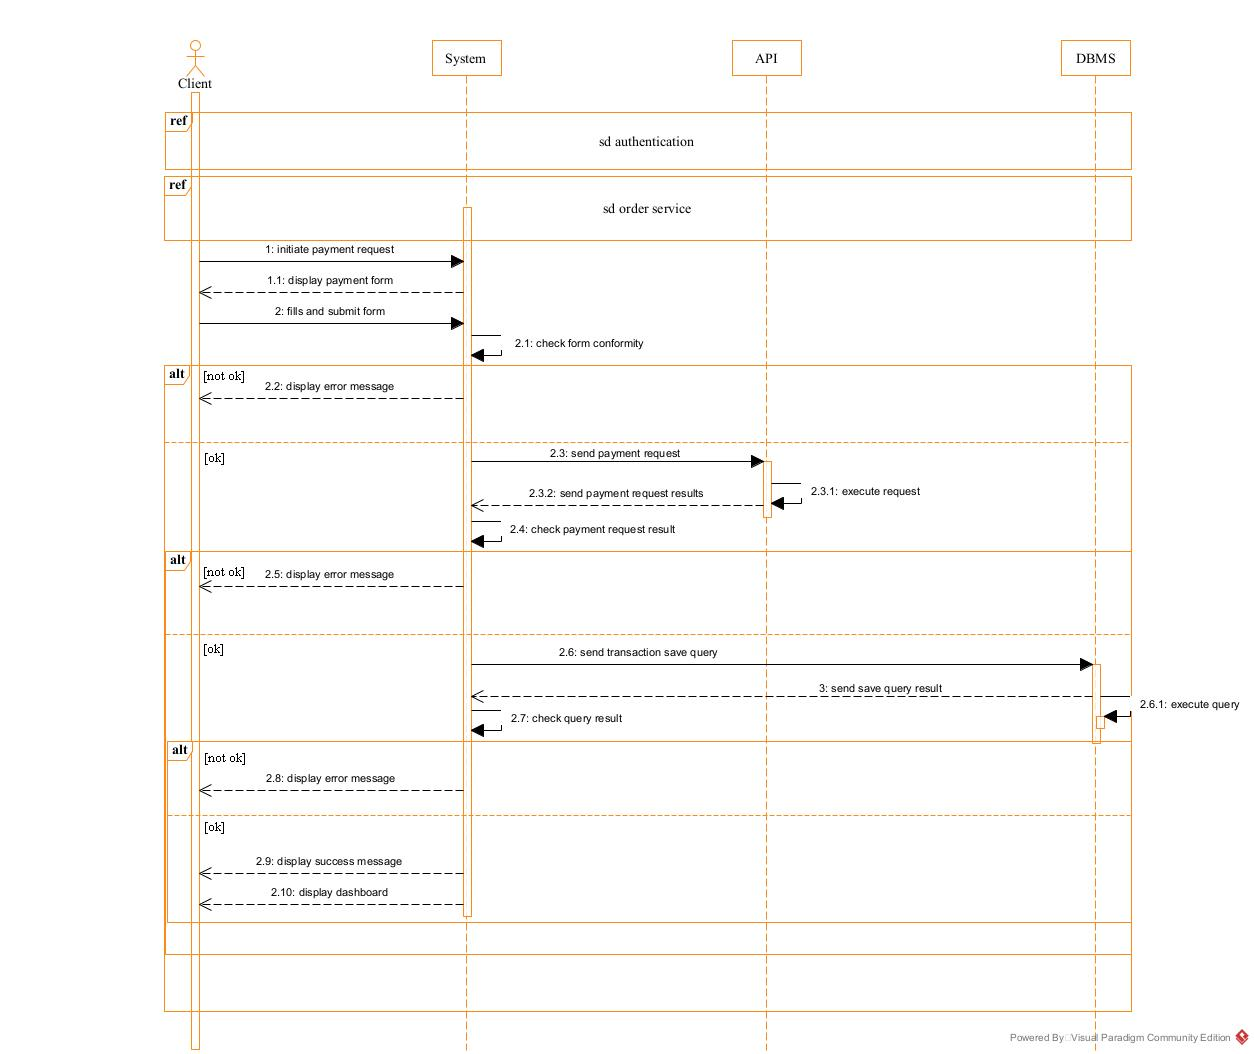 Client
System
API
DBMS
ref
sd authentication
ref
sd order service
1: initiate payment request
1.1: display payment form
2: fills and submit form
2.1: check form conformity
alt
[not ok]
2.2: display error message
[ok]
2.3: send payment request
2.3.1: execute request
2.3.2: send payment request results
2.4: check payment request result
alt
[not ok]
2.5: display error message
[ok]
2.6: send transaction save query
3: send save query result
2.6.1: execute query
2.7: check query result
alt
[not ok]
2.8: display error message
[ok]
2.9: display success message
2.10: display dashboard
Powered By Visual Paradigm Community Edition